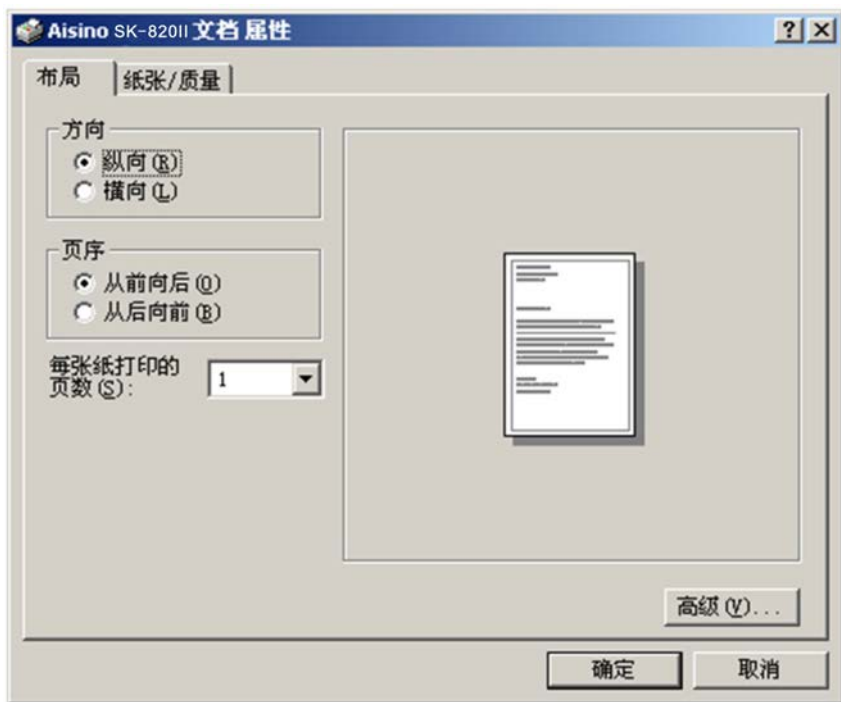 Aisino SK-820II 文档 属性
布局
纸张/质量
方向
纵向(R)
横向(L)
页序
从前向后(O)
从后向前(B)
每张纸打印的
页数(S):
1
高级(V)...
确定
取消